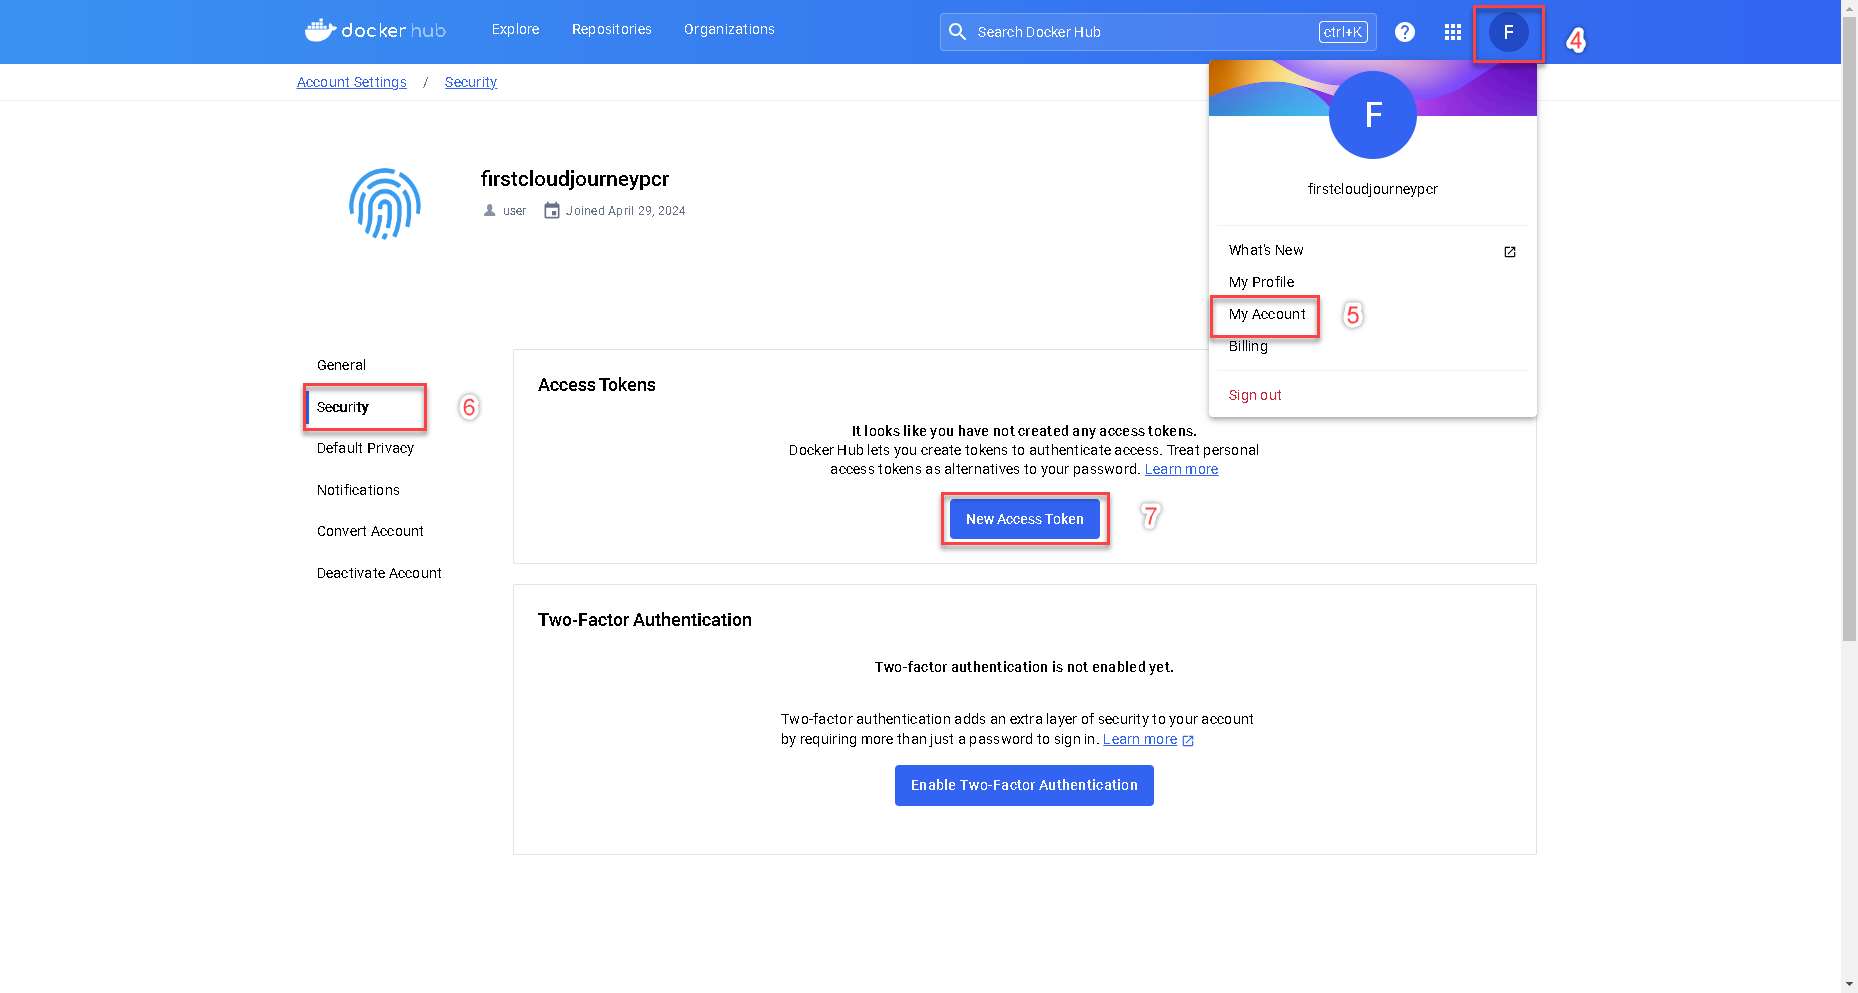 docker hub
Explore
Repositories
Organizations
Search Docker Hub
ctrl+K
?
F
4
Account Settings / Security
F
firstcloudjourneypcr
firstcloudjourneypcr
user
Joined April 29, 2024
What's New
My Profile
My Account
5
Billing
Sign out
General
Security
6
Default Privacy
Notifications
Convert Account
Deactivate Account
Access Tokens
It looks like you have not created any access tokens.
Docker Hub lets you create tokens to authenticate access. Treat personal
access tokens as alternatives to your password. Learn more
New Access Token
7
Two-Factor Authentication
Two-factor authentication is not enabled yet.
Two-factor authentication adds an extra layer of security to your account
by requiring more than just a password to sign in. Learn more
Enable Two-Factor Authentication